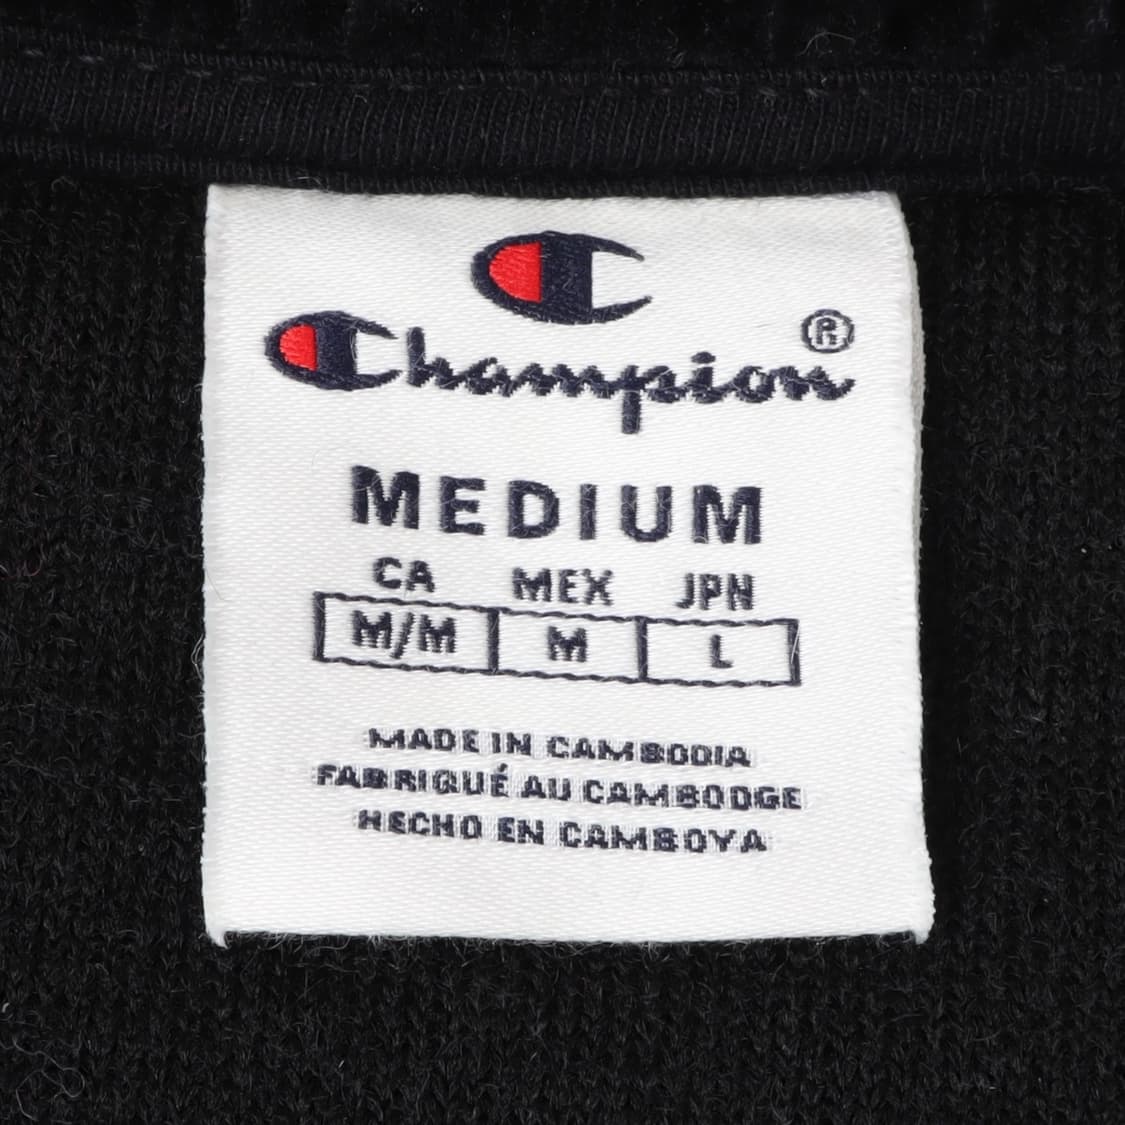 Champion ®
MEDIUM
CA MEX JPN
M/M M L
MADE IN CAMBODIA
FABRIQUÉ AU CAMBODGE
HECHO EN CAMBOYA